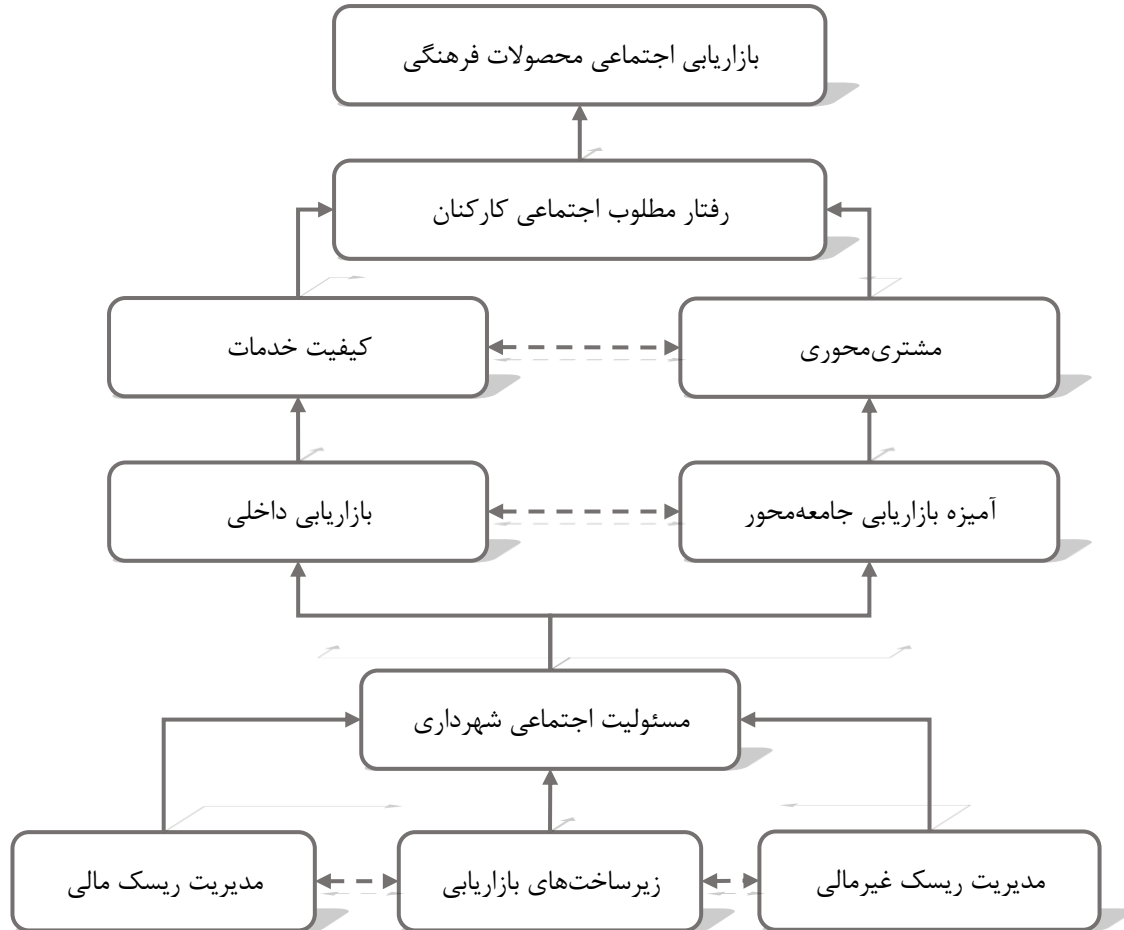 بازاریابی اجتماعی محصولات فرهنگی
رفتار مطلوب اجتماعی کارکنان
مشتری‌محوری
کیفیت خدمات
آمیزه بازاریابی جامعه‌محور
بازاریابی داخلی
مسئولیت اجتماعی شهرداری
مدیریت ریسک غیرمالی
زیرساخت‌های بازاریابی
مدیریت ریسک مالی